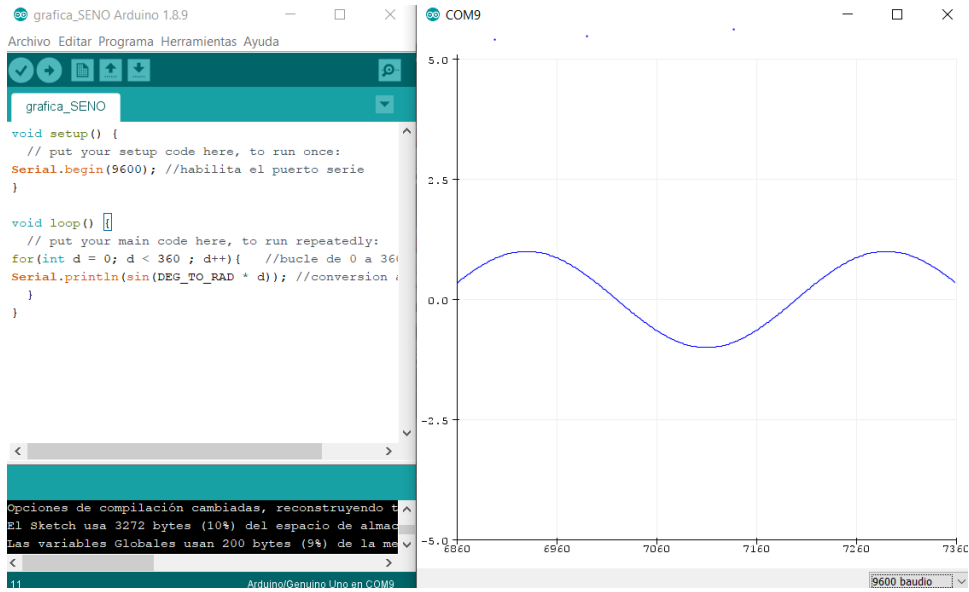 grafica_SENO Arduino 1.8.9
Archivo Editar Programa Herramientas Ayuda
grafica_SENO
void setup() {
// put your setup code here, to run once:
Serial.begin(9600); //habilita el puerto serie
}
void loop() {
// put your main code here, to run repeatedly:
for(int d = 0; d < 360 ; d++){ //bucle de 0 a 360
Serial.println(sin(DEG_TO_RAD * d)); //conversion a
}
}
Opciones de compilación cambiadas, reconstruyendo t
El Sketch usa 3272 bytes (10%) del espacio de almac
Las variables Globales usan 200 bytes (9%) de la me
11
Arduino/Genuino Uno en COM9
COM9
5.0
2.5
0.0
-2.5
-5.0
6860 6960 7060 7160 7260 7360
9600 baudio